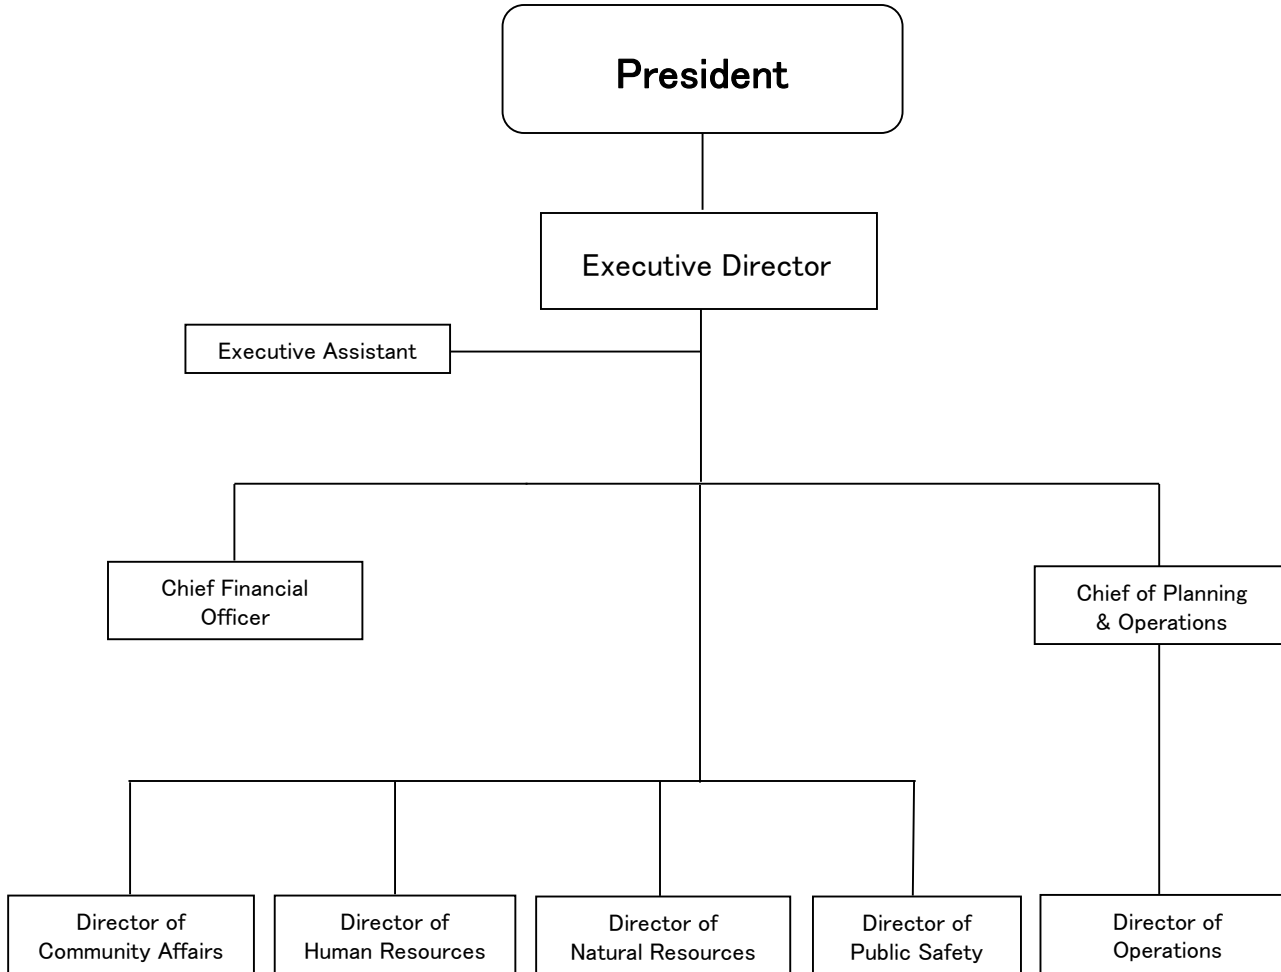 President
Executive Director
Executive Assistant
Chief Financial
Officer
Chief of Planning
& Operations
Director of
Community Affairs
Director of
Human Resources
Director of
Natural Resources
Director of
Public Safety
Director of
Operations